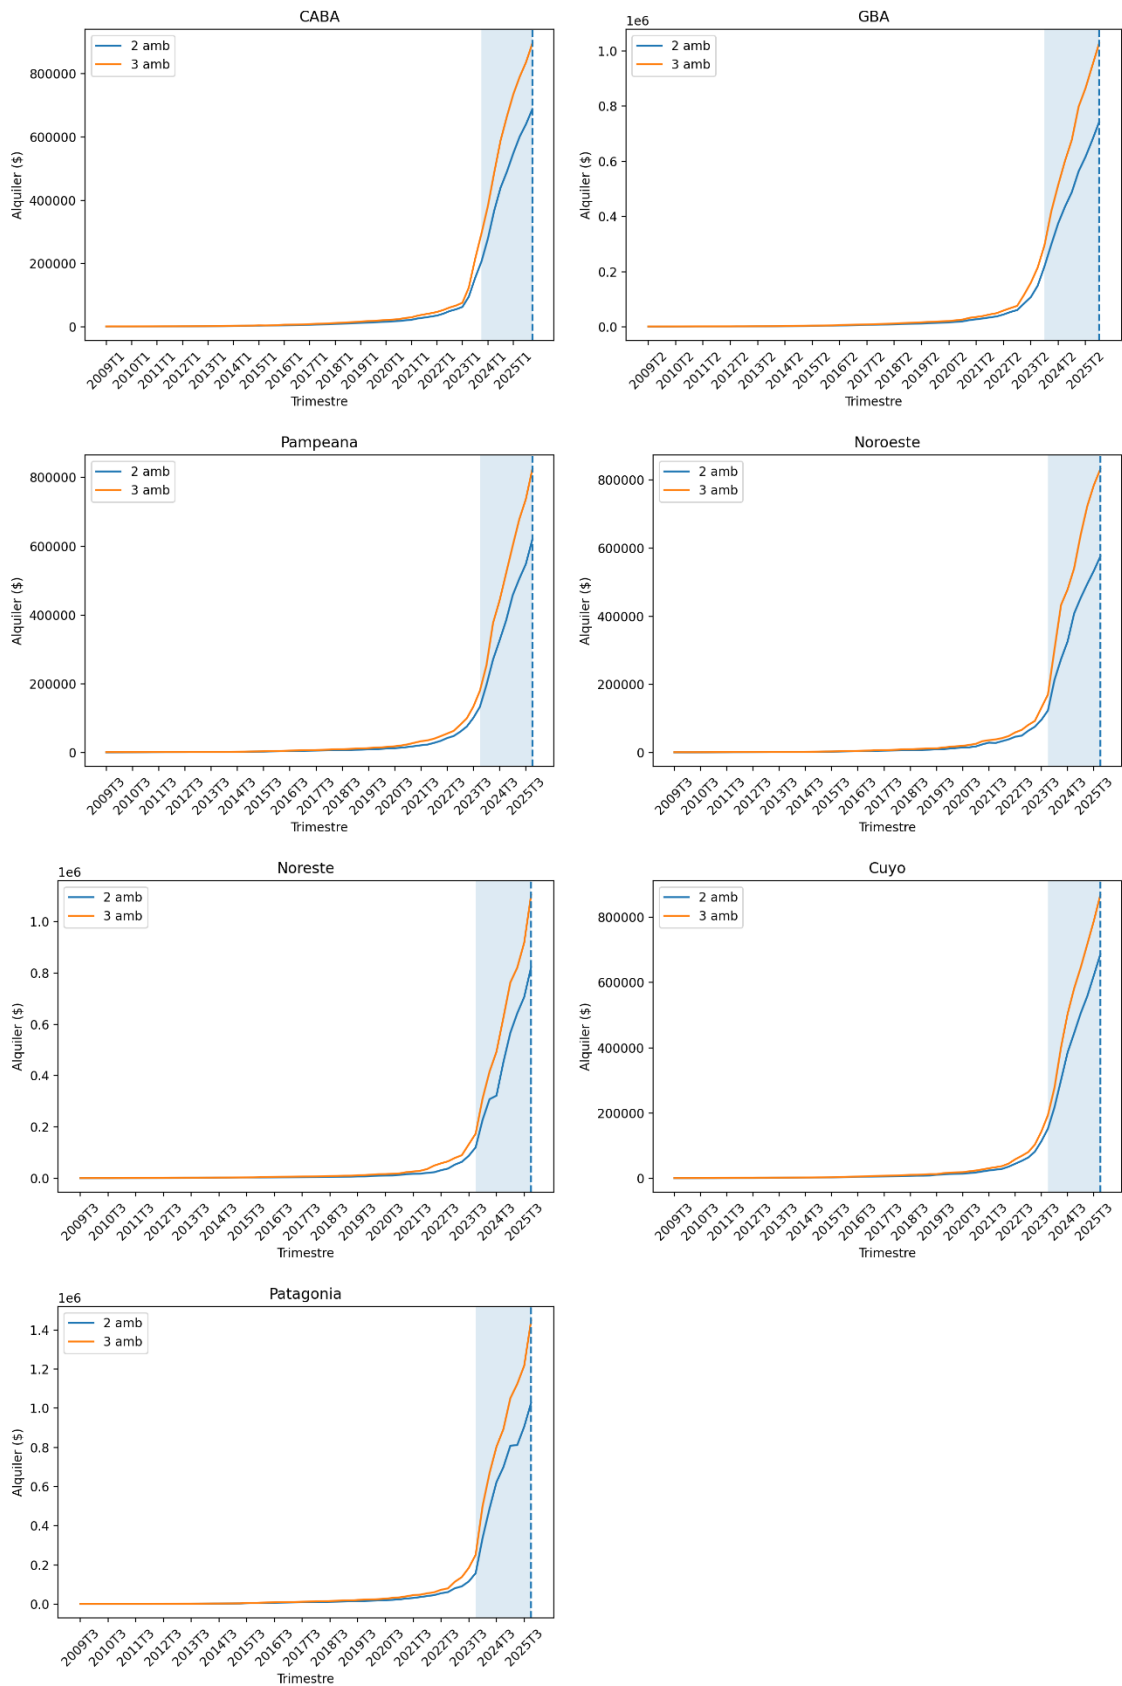 CABA
2 amb
3 amb
Alquiler ($)
800000
600000
400000
200000
0
2009T1
2010T1
2011T1
2012T1
2013T1
2014T1
2015T1
2016T1
2017T1
2018T1
2019T1
2020T1
2021T1
2022T1
2023T1
2024T1
2025T1
Trimestre
GBA
1e6
2 amb
3 amb
Alquiler ($)
1.0
0.8
0.6
0.4
0.2
0.0
2009T2
2010T2
2011T2
2012T2
2013T2
2014T2
2015T2
2016T2
2017T2
2018T2
2019T2
2020T2
2021T2
2022T2
2023T2
2024T2
2025T2
Trimestre
Pampeana
2 amb
3 amb
Alquiler ($)
800000
600000
400000
200000
0
2009T3
2010T3
2011T3
2012T3
2013T3
2014T3
2015T3
2016T3
2017T3
2018T3
2019T3
2020T3
2021T3
2022T3
2023T3
2024T3
2025T3
Trimestre
Noroeste
2 amb
3 amb
Alquiler ($)
800000
600000
400000
200000
0
2009T3
2010T3
2011T3
2012T3
2013T3
2014T3
2015T3
2016T3
2017T3
2018T3
2019T3
2020T3
2021T3
2022T3
2023T3
2024T3
2025T3
Trimestre
Noreste
1e6
2 amb
3 amb
Alquiler ($)
1.0
0.8
0.6
0.4
0.2
0.0
2009T3
2010T3
2011T3
2012T3
2013T3
2014T3
2015T3
2016T3
2017T3
2018T3
2019T3
2020T3
2021T3
2022T3
2023T3
2024T3
2025T3
Trimestre
Cuyo
2 amb
3 amb
Alquiler ($)
800000
600000
400000
200000
0
2009T3
2010T3
2011T3
2012T3
2013T3
2014T3
2015T3
2016T3
2017T3
2018T3
2019T3
2020T3
2021T3
2022T3
2023T3
2024T3
2025T3
Trimestre
Patagonia
1e6
2 amb
3 amb
Alquiler ($)
1.4
1.2
1.0
0.8
0.6
0.4
0.2
0.0
2009T3
2010T3
2011T3
2012T3
2013T3
2014T3
2015T3
2016T3
2017T3
2018T3
2019T3
2020T3
2021T3
2022T3
2023T3
2024T3
2025T3
Trimestre